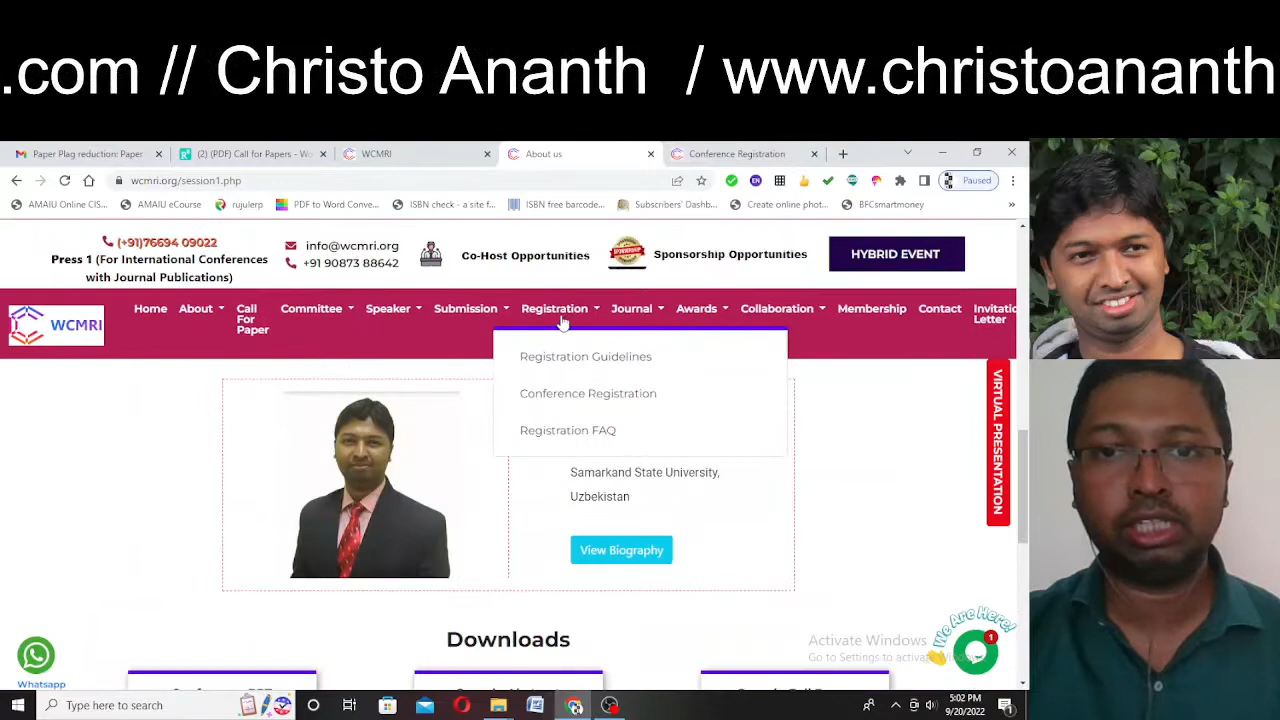 .com // Christo Ananth / www.christoananth
Paper Plag reduction: Paper
(2) (PDF) Call for Papers - Wo
WCMRI
About us
Conference Registration
wcmri.org/session1.php
Paused
AMAIU Online CIS...
AMAIU eCourse
rujulerp
PDF to Word Conve...
ISBN check - a site f...
ISBN free barcode...
Subscribers' Dashb...
Create online phot...
BFCsmartmoney
(+91)76694 09022
Press 1 (For International Conferences
with Journal Publications)
info@wcmri.org
+91 90873 88642
Co-Host Opportunities
Sponsorship Opportunities
HYBRID EVENT
WCMRI
Home
About
Call
For
Paper
Committee
Speaker
Submission
Registration
Journal
Awards
Collaboration
Membership
Contact
Invitatio
Letter
Registration Guidelines
Conference Registration
Registration FAQ
VIRTUAL PRESENTATION
Samarkand State University,
Uzbekistan
View Biography
Downloads
We Are Here!
1
Activate Windows
Go to Settings to activate Windows
Whatsapp
Type here to search
5:02 PM
9/20/2022